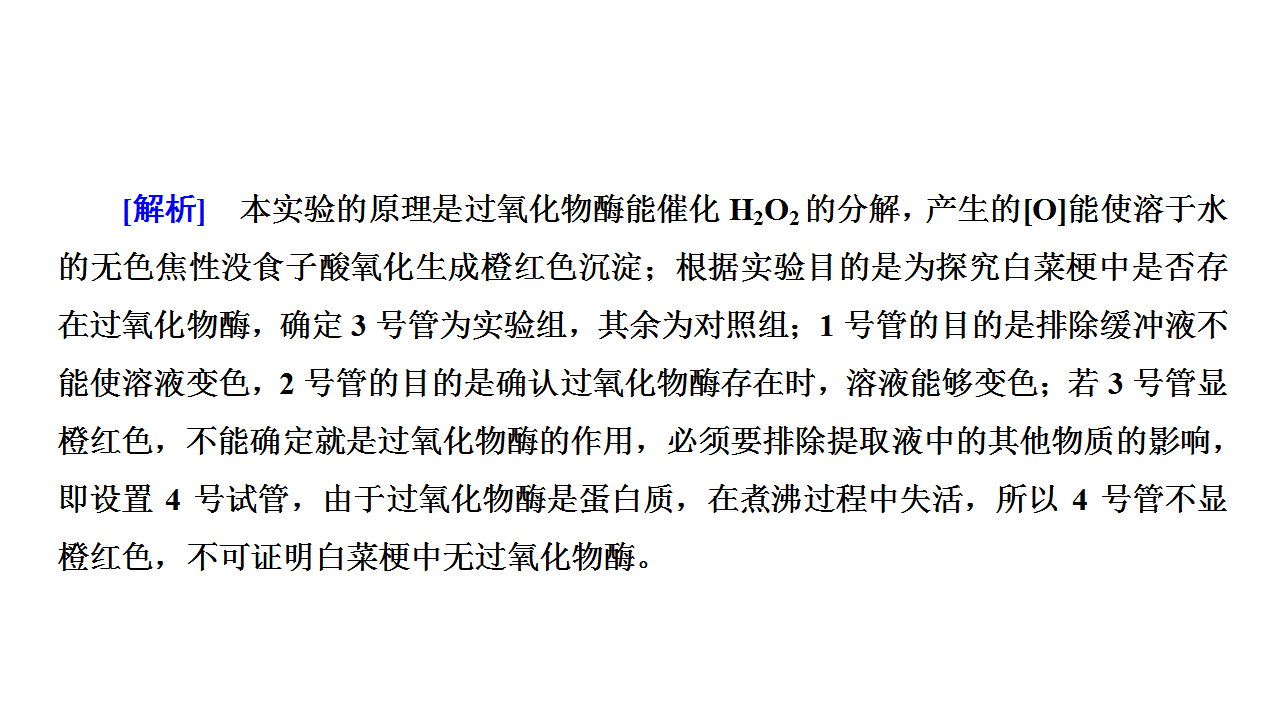 [解析]　本实验的原理是过氧化物酶能催化 H₂O₂ 的分解，产生的[O]能使溶于水
的无色焦性没食子酸氧化生成橙红色沉淀；根据实验目的是为探究白菜梗中是否存
在过氧化物酶，确定 3 号管为实验组，其余为对照组；1 号管的目的是排除缓冲液不
能使溶液变色，2 号管的目的是确认过氧化物酶存在时，溶液能够变色；若 3 号管显
橙红色，不能确定就是过氧化物酶的作用，必须要排除提取液中的其他物质的影响，
即设置 4 号试管，由于过氧化物酶是蛋白质，在煮沸过程中失活，所以 4 号管不显
橙红色，不可证明白菜梗中无过氧化物酶。